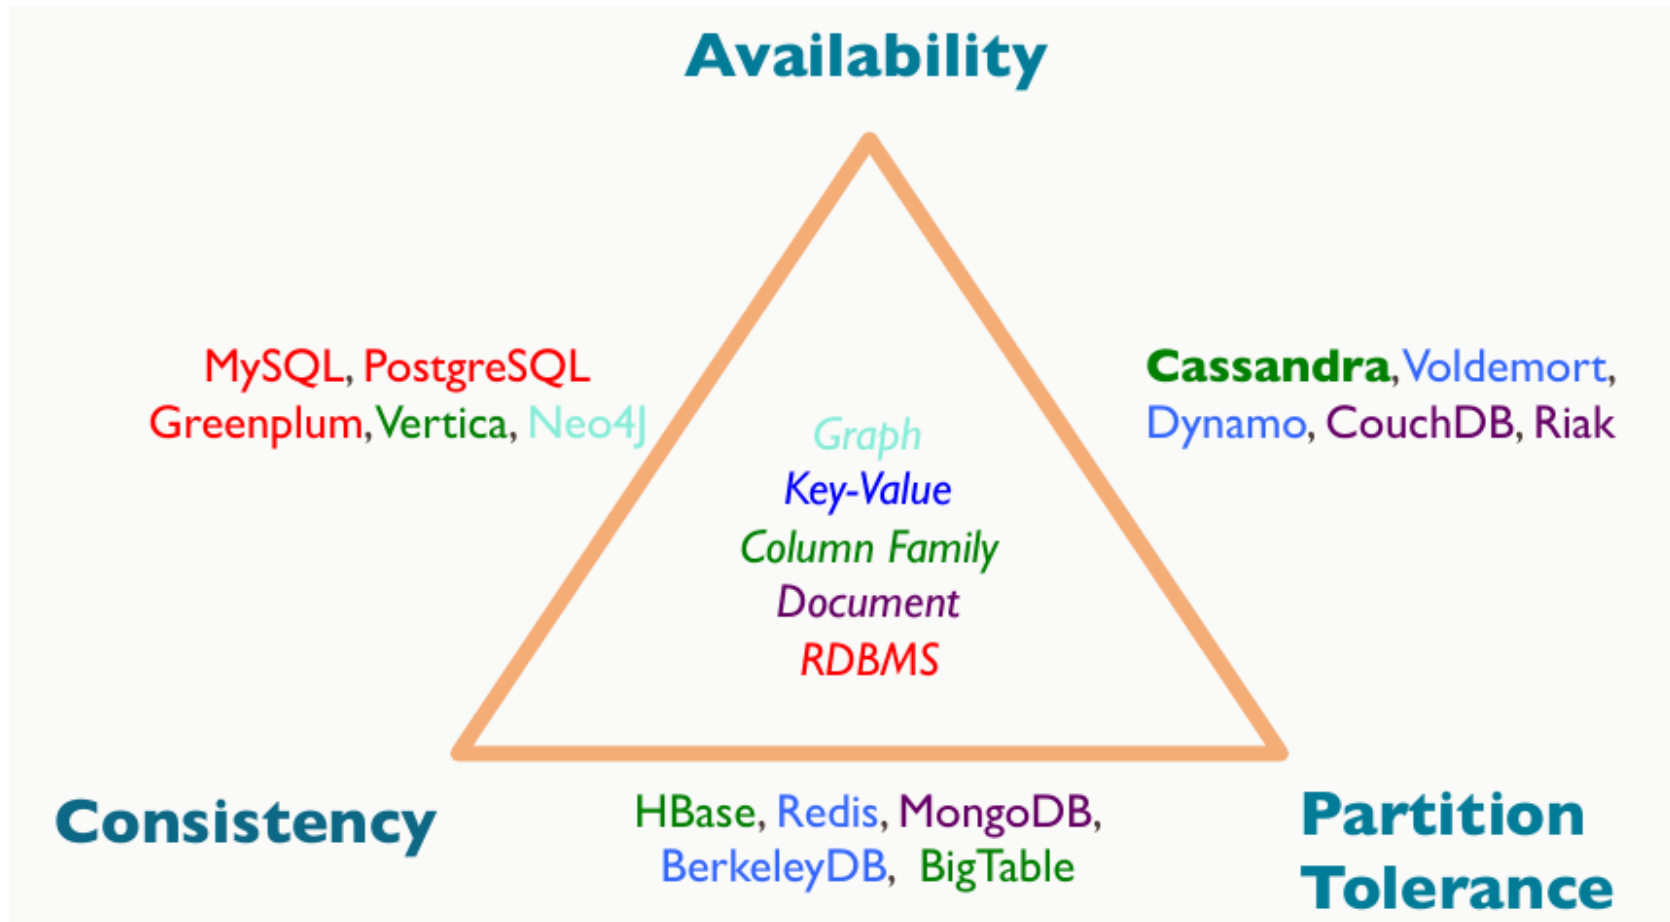 Availability
MySQL, PostgreSQL
Greenplum, Vertica, Neo4J
Cassandra, Voldemort,
Dynamo, CouchDB, Riak
Graph
Key-Value
Column Family
Document
RDBMS
Consistency
HBase, Redis, MongoDB,
BerkeleyDB, BigTable
Partition
Tolerance